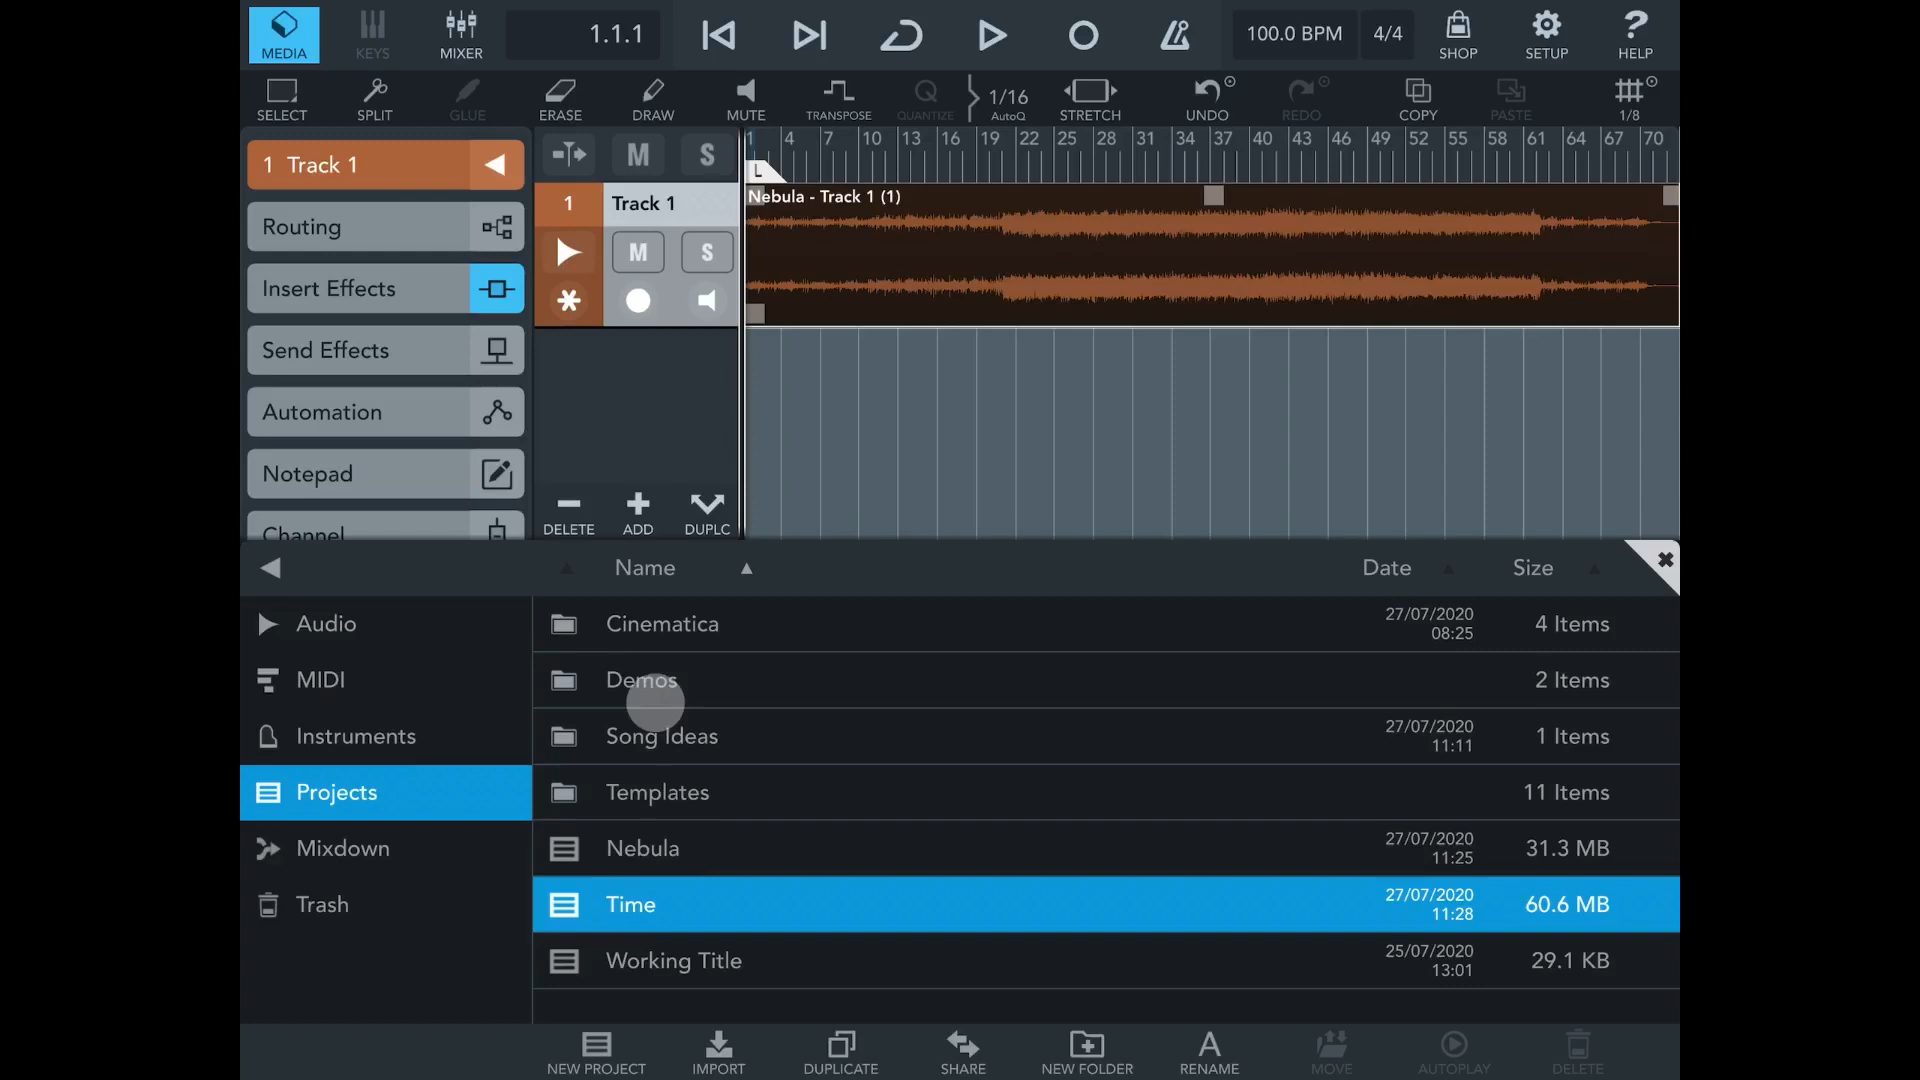 MEDIA
KEYS
MIXER
1.1.1
100.0 BPM
4/4
SHOP
SETUP
? HELP
SELECT
SPLIT
GLUE
ERASE
DRAW
MUTE
TRANSPOSE
Q QUANTIZE
1/16
AutoQ
STRETCH
UNDO
REDO
COPY
PASTE
1/8
1 Track 1
M S
1 4 7 10 13 16 19 22 25 28 31 34 37 40 43 46 49 52 55 58 61 64 67 70
L
Routing
1 Track 1
Nebula - Track 1 (1)
M S
Insert Effects
Send Effects
Automation
Notepad
Channel
DELETE
ADD
DUPLC
Name
Date
Size
Audio
MIDI
Instruments
Projects
Mixdown
Trash
Cinematica
27/07/2020
08:25
4 Items
Demos
2 Items
Song Ideas
27/07/2020
11:11
1 Items
Templates
11 Items
Nebula
27/07/2020
11:25
31.3 MB
Time
27/07/2020
11:28
60.6 MB
Working Title
25/07/2020
13:01
29.1 KB
NEW PROJECT
IMPORT
DUPLICATE
SHARE
NEW FOLDER
A RENAME
MOVE
AUTOPLAY
DELETE